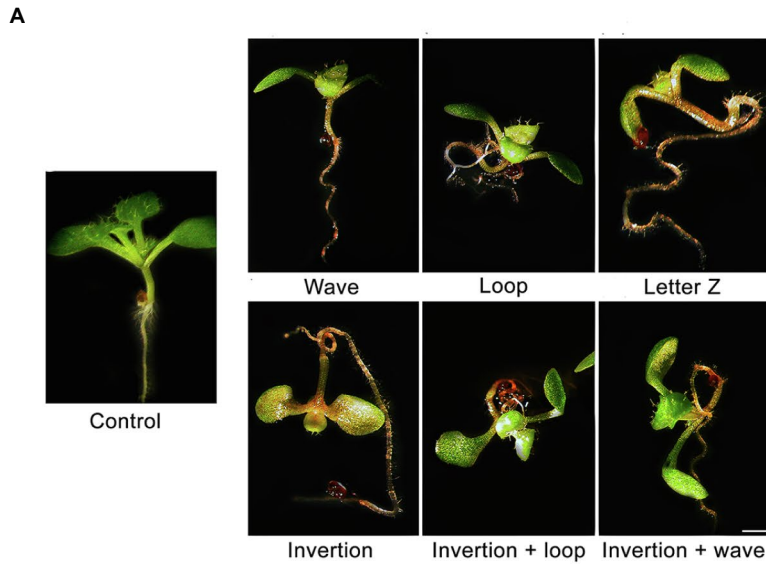 A
Wave
Loop
Letter Z
Control
Invertion
Invertion + loop
Invertion + wave